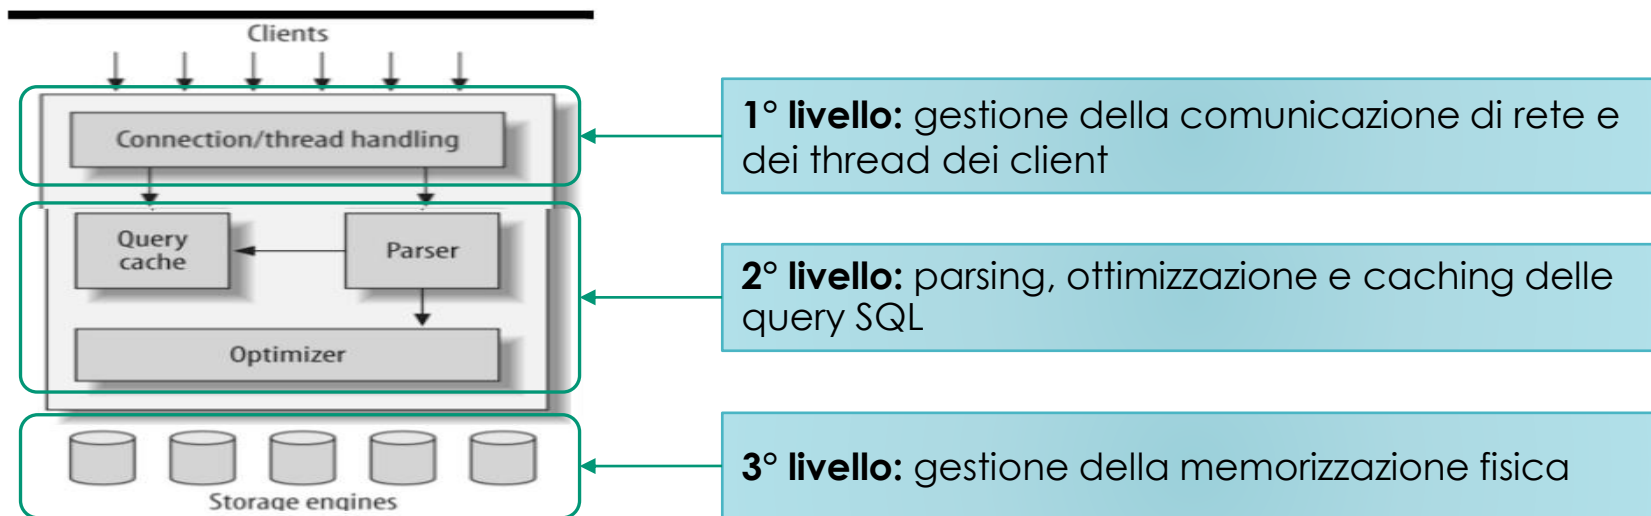 Clients
Connection/thread handling
Query
cache
Parser
Optimizer
Storage engines
1° livello: gestione della comunicazione di rete e
dei thread dei client
2° livello: parsing, ottimizzazione e caching delle
query SQL
3° livello: gestione della memorizzazione fisica